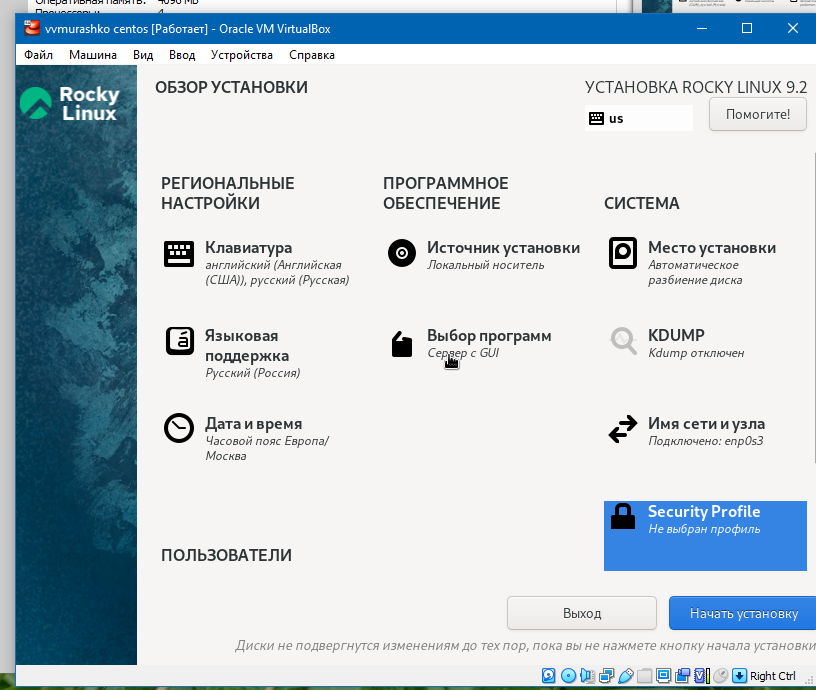 Оперативная память: 4096 МБ
vvmurashko centos [Работает] - Oracle VM VirtualBox
Файл Машина Вид Ввод Устройства Справка
Rocky Linux
ОБЗОР УСТАНОВКИ
УСТАНОВКА ROCKY LINUX 9.2
us
Помогите!
РЕГИОНАЛЬНЫЕ
НАСТРОЙКИ
Клавиатура
английский (Английская
(США)), русский (Русская)
Языковая
поддержка
Русский (Россия)
Дата и время
Часовой пояс Европа/
Москва
ПОЛЬЗОВАТЕЛИ
ПРОГРАММНОЕ
ОБЕСПЕЧЕНИЕ
Источник установки
Локальный носитель
Выбор программ
Сервер с GUI
СИСТЕМА
Место установки
Автоматическое
разбиение диска
KDUMP
Kdump отключен
Имя сети и узла
Подключено: enp0s3
Security Profile
Не выбран профиль
Выход
Начать установку
Диски не подвергнутся изменениям до тех пор, пока вы не нажмете кнопку начала установки
Right Ctrl